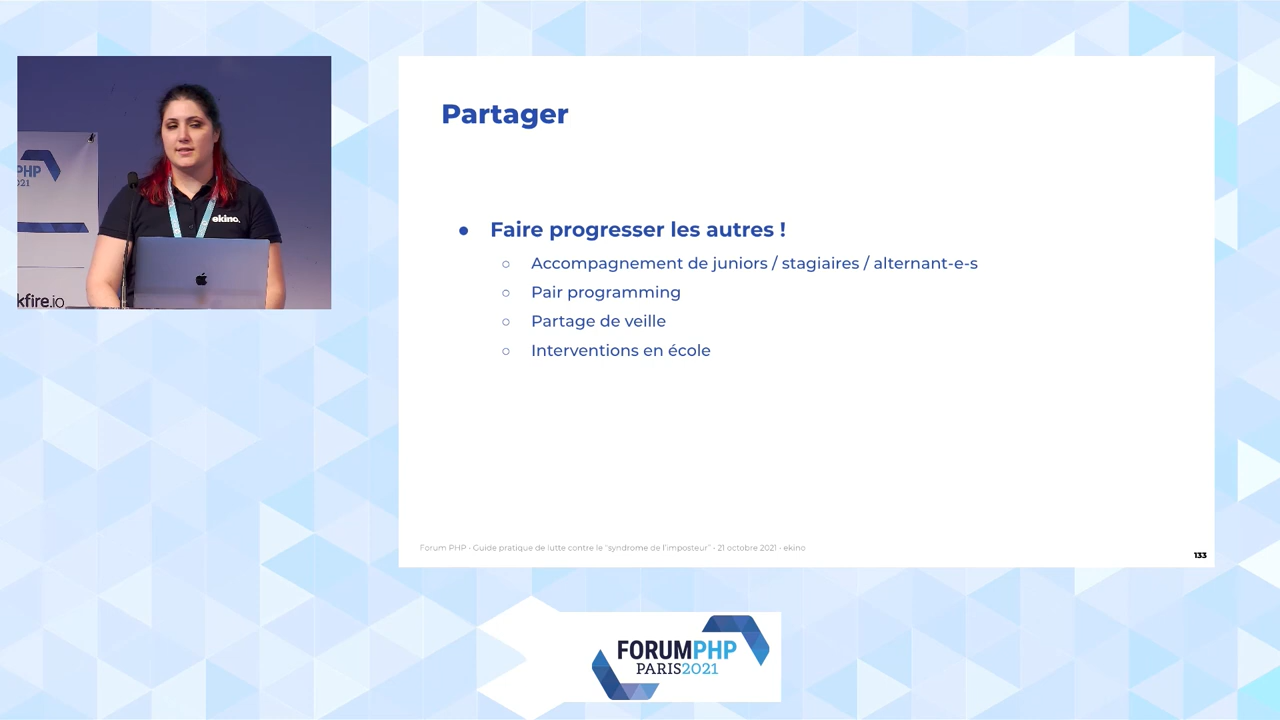 PHP
021
kfire.io
ekino.
Partager
● Faire progresser les autres !
○ Accompagnement de juniors / stagiaires / alternant-e-s
○ Pair programming
○ Partage de veille
○ Interventions en école
Forum PHP - Guide pratique de lutte contre le "syndrome de l'imposteur" - 21 octobre 2021 - ekino
133
FORUMPHP
PARIS2021